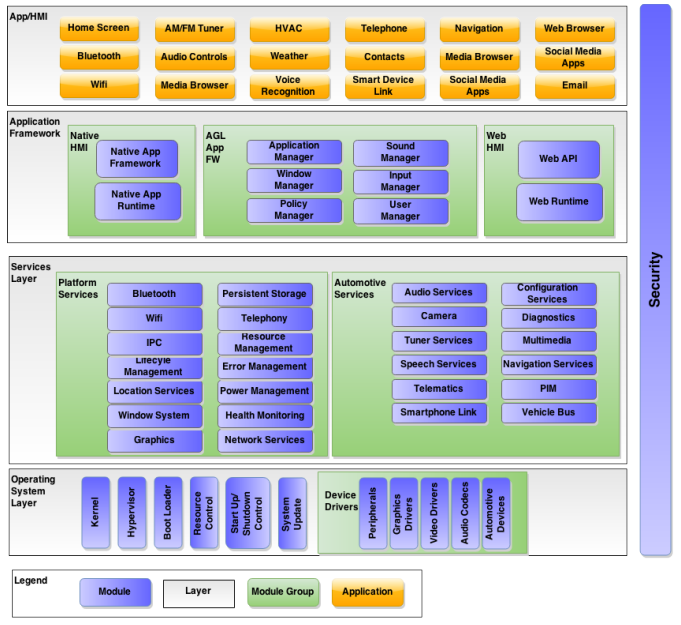 App/HMI
Home Screen
AM/FM Tuner
HVAC
Telephone
Navigation
Web Browser
Bluetooth
Audio Controls
Weather
Contacts
Media Browser
Social Media
Apps
Wifi
Media Browser
Voice
Recognition
Smart Device
Link
Social Media
Apps
Email
Application
Framework
Native
HMI
Native App
Framework
Native App
Runtime
AGL
App
FW
Application
Manager
Sound
Manager
Window
Manager
Input
Manager
Policy
Manager
User
Manager
Web
HMI
Web API
Web Runtime
Services
Layer
Platform
Services
Bluetooth
Persistent Storage
Wifi
Telephony
IPC
Resource
Management
Lifecyle
Management
Error Management
Location Services
Power Management
Window System
Health Monitoring
Graphics
Network Services
Automotive
Services
Audio Services
Configuration
Services
Camera
Diagnostics
Tuner Services
Multimedia
Speech Services
Navigation Services
Telematics
PIM
Smartphone Link
Vehicle Bus
Operating
System
Layer
Kernel
Hypervisor
Boot Loader
Resource
Control
Start Up/
Shutdown
Control
System
Update
Device
Drivers
Peripherals
Graphics
Drivers
Video Drivers
Audio Codecs
Automotive
Devices
Security
Legend
Module
Layer
Module Group
Application